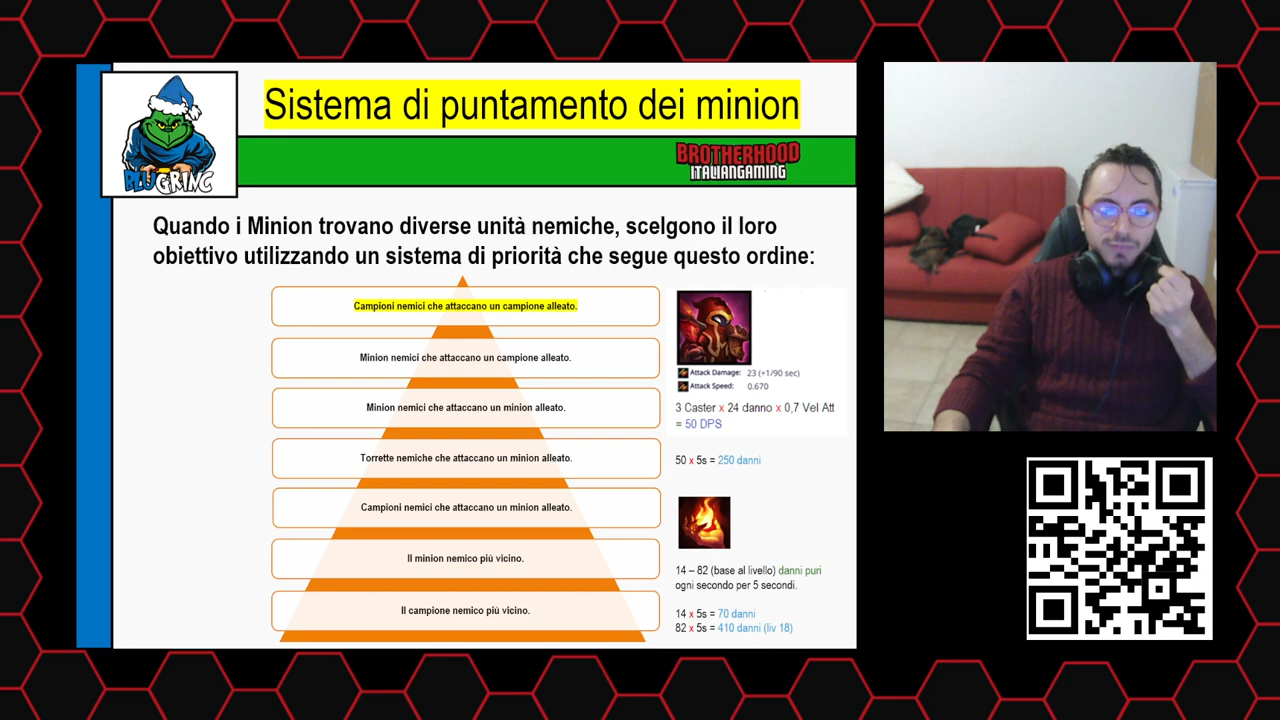 Sistema di puntamento dei minion
BROTHERHOOD
ITALIANGAMING
BLUGRINC
Quando i Minion trovano diverse unità nemiche, scelgono il loro
obiettivo utilizzando un sistema di priorità che segue questo ordine:
Campioni nemici che attaccano un campione alleato.
Minion nemici che attaccano un campione alleato.
Minion nemici che attaccano un minion alleato.
Torrette nemiche che attaccano un minion alleato.
Campioni nemici che attaccano un minion alleato.
Il minion nemico più vicino.
Il campione nemico più vicino.
Attack Damage: 23 (+1/90 sec)
Attack Speed: 0.670
3 Caster x 24 danno x 0,7 Vel Att
= 50 DPS
50 x 5s = 250 danni
14 – 82 (base al livello) danni puri
ogni secondo per 5 secondi.
14 x 5s = 70 danni
82 x 5s = 410 danni (liv 18)